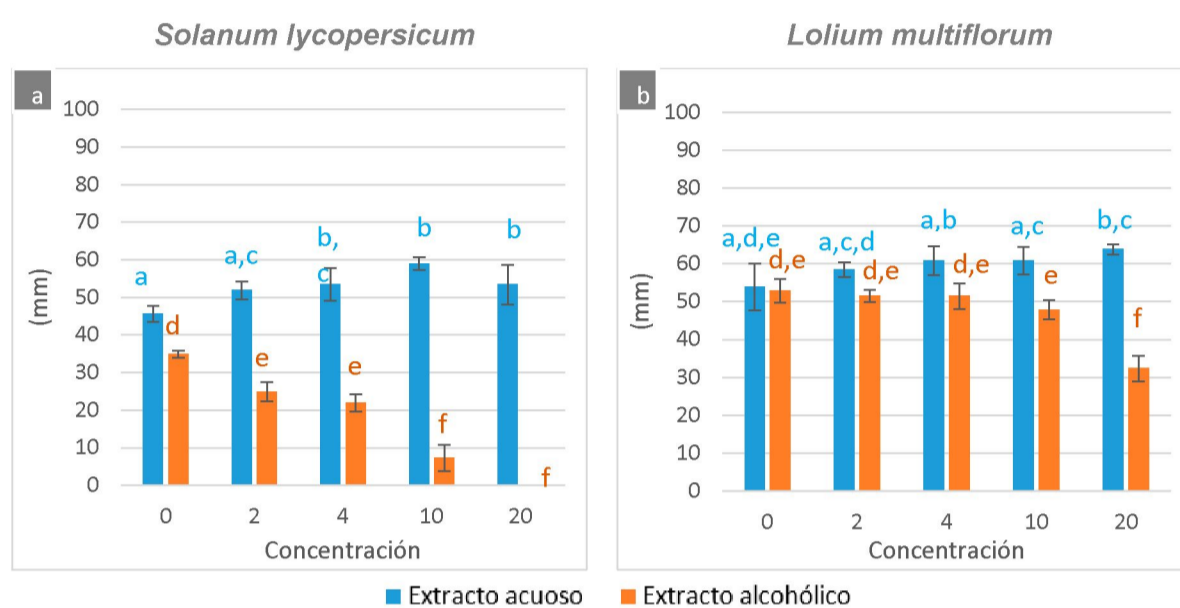 Solanum lycopersicum
a
100
90
80
70
60
50
40
30
20
10
0
(mm)
a
d
a,c
e
b,
c
e
b
f
b
f
0 2 4 10 20
Concentración
Lolium multiflorum
b
100
90
80
70
60
50
40
30
20
10
0
(mm)
a,d,e
d,e
a,c,d
d,e
a,b
d,e
a,c
e
b,c
f
0 2 4 10 20
Concentración
Extracto acuoso Extracto alcohólico